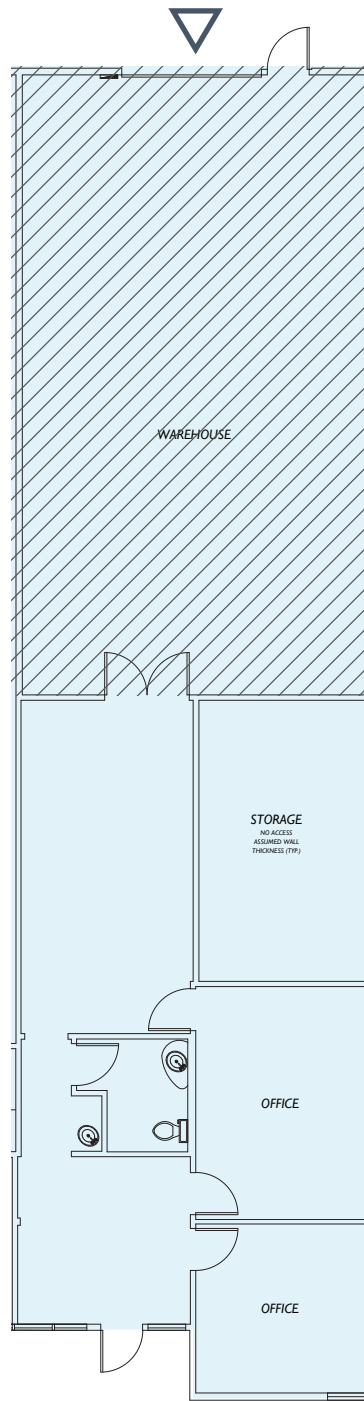 WAREHOUSE
STORAGE
NO ACCESS
ASSUMED WALL
THICKNESS (TYP.)
OFFICE
OFFICE